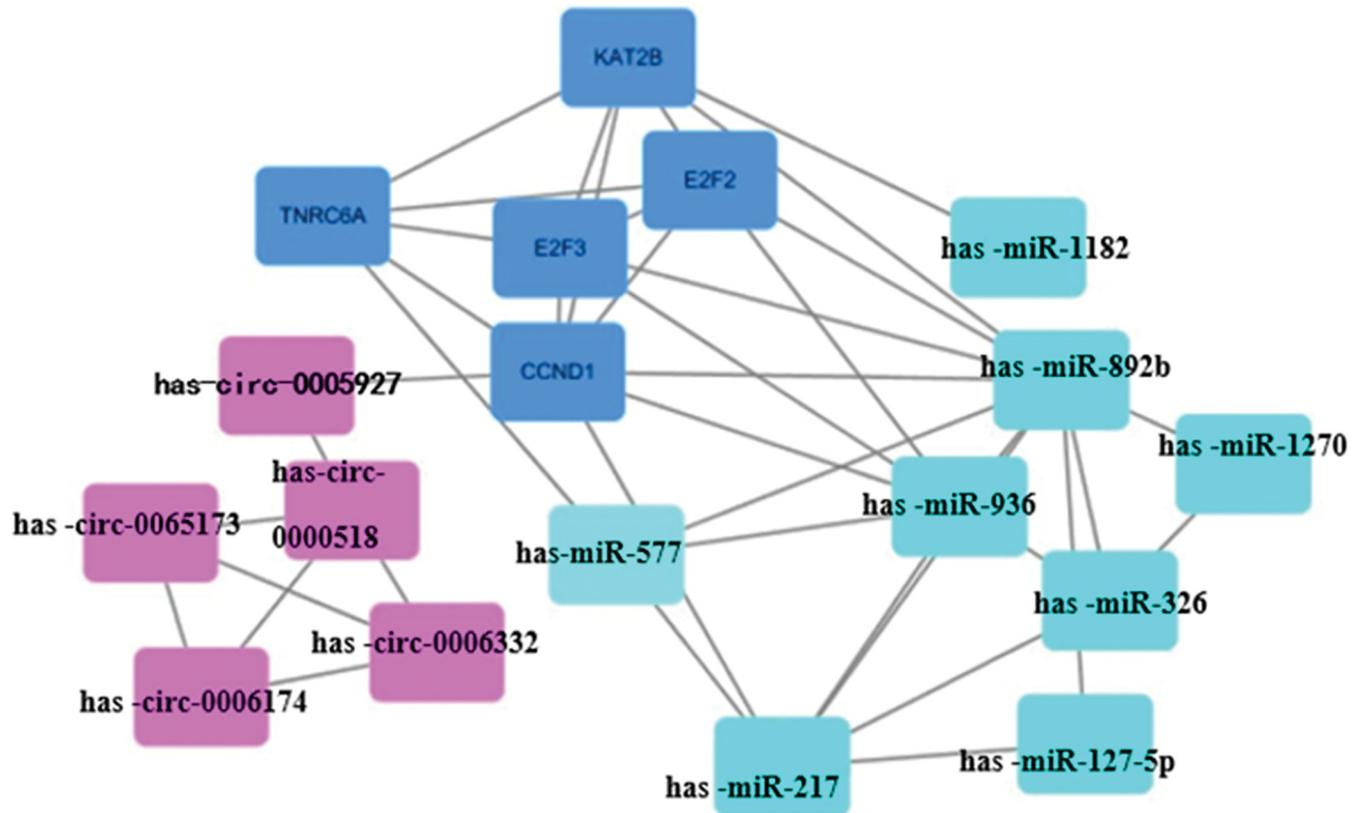 KAT2B
E2F2
TNRC6A
E2F3
has -miR-1182
CCND1
has-circ-0005927
has -miR-892b
has -miR-1270
has-circ-
0000518
has -circ-0065173
has -miR-936
has-miR-577
has -miR-326
has -circ-0006332
has -circ-0006174
has -miR-127-5p
has -miR-217